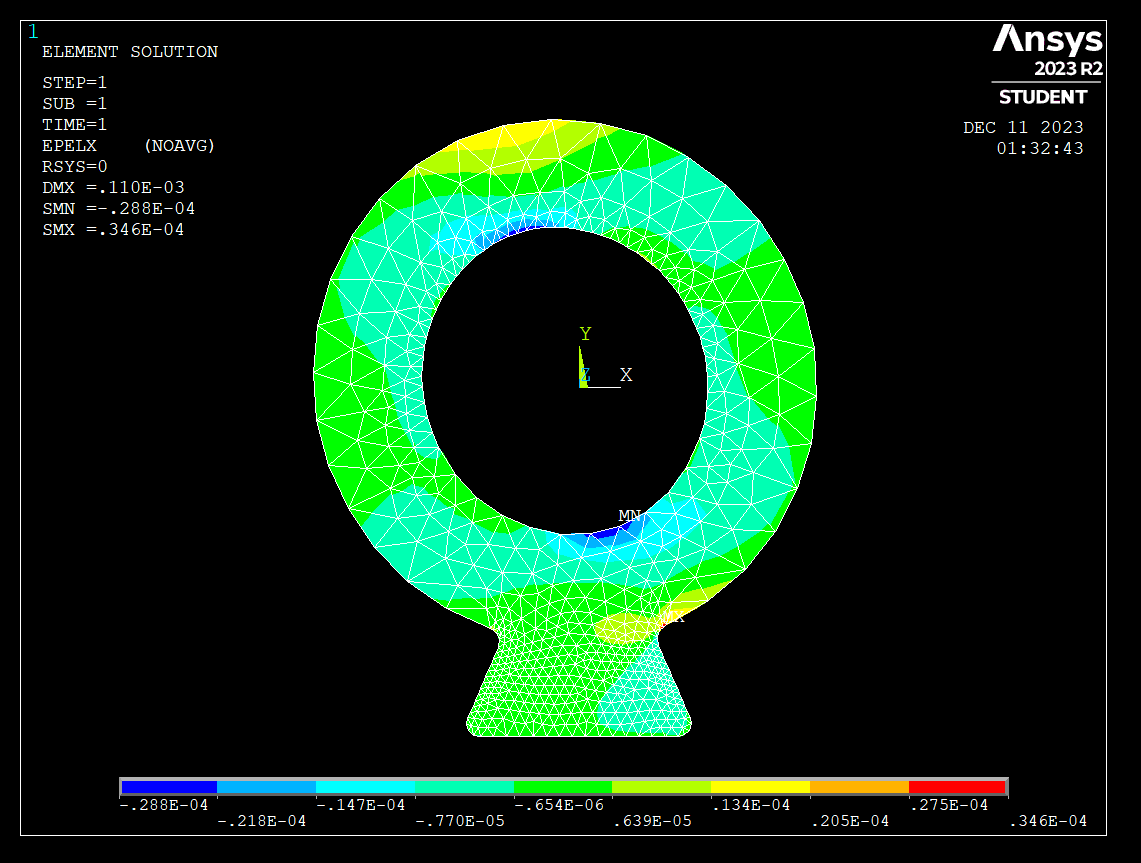 1
ELEMENT SOLUTION
STEP=1
SUB =1
TIME=1
EPELX (NOAVG)
RSYS=0
DMX =.110E-03
SMN =-.288E-04
SMX =.346E-04
Ansys
2023 R2
STUDENT
DEC 11 2023
01:32:43
Y
Z X
MN
MX
-.288E-04 -.147E-04 -.654E-06 .134E-04 .275E-04
-.218E-04 -.770E-05 .639E-05 .205E-04 .346E-04